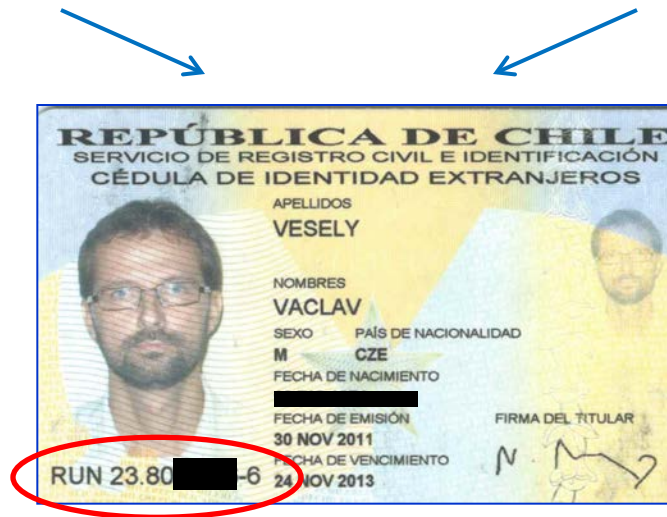 REPÚBLICA DE CHILE
SERVICIO DE REGISTRO CIVIL E IDENTIFICACIÓN
CÉDULA DE IDENTIDAD EXTRANJEROS
APELLIDOS
VESELY
NOMBRES
VACLAV
SEXO PAÍS DE NACIONALIDAD
M CZE
FECHA DE NACIMIENTO
FECHA DE EMISIÓN FIRMA DEL TITULAR
30 NOV 2011
FECHA DE VENCIMIENTO
RUN 23.80 -6 24 NOV 2013